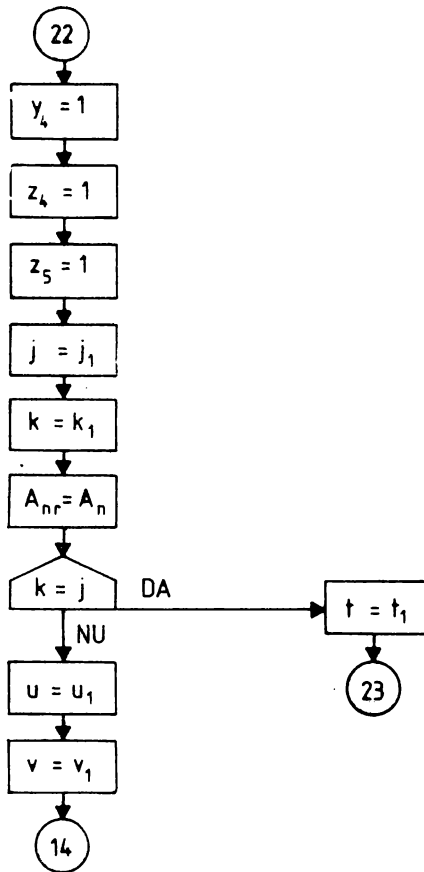 22
y₄ = 1
z₄ = 1
z₅ = 1
j = j₁
k = k₁
Aₙᵣ = Aₙ
k = j
DA
t = t₁
NU
23
u = u₁
v = v₁
14